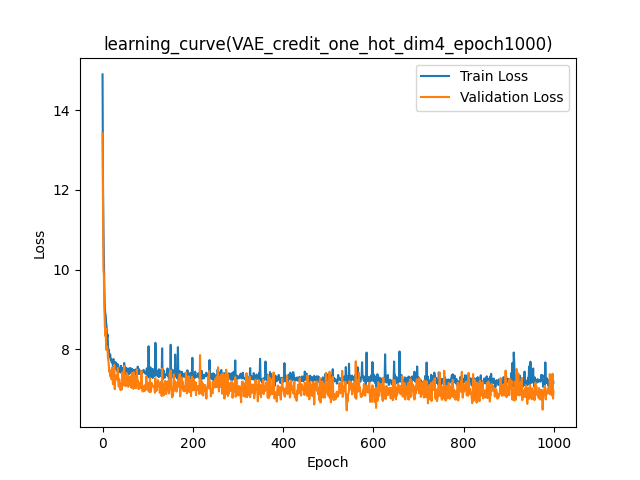 learning_curve(VAE_credit_one_hot_dim4_epoch1000)
Train Loss
Validation Loss
14
12
10
8
Loss
0
200
400
600
800
1000
Epoch